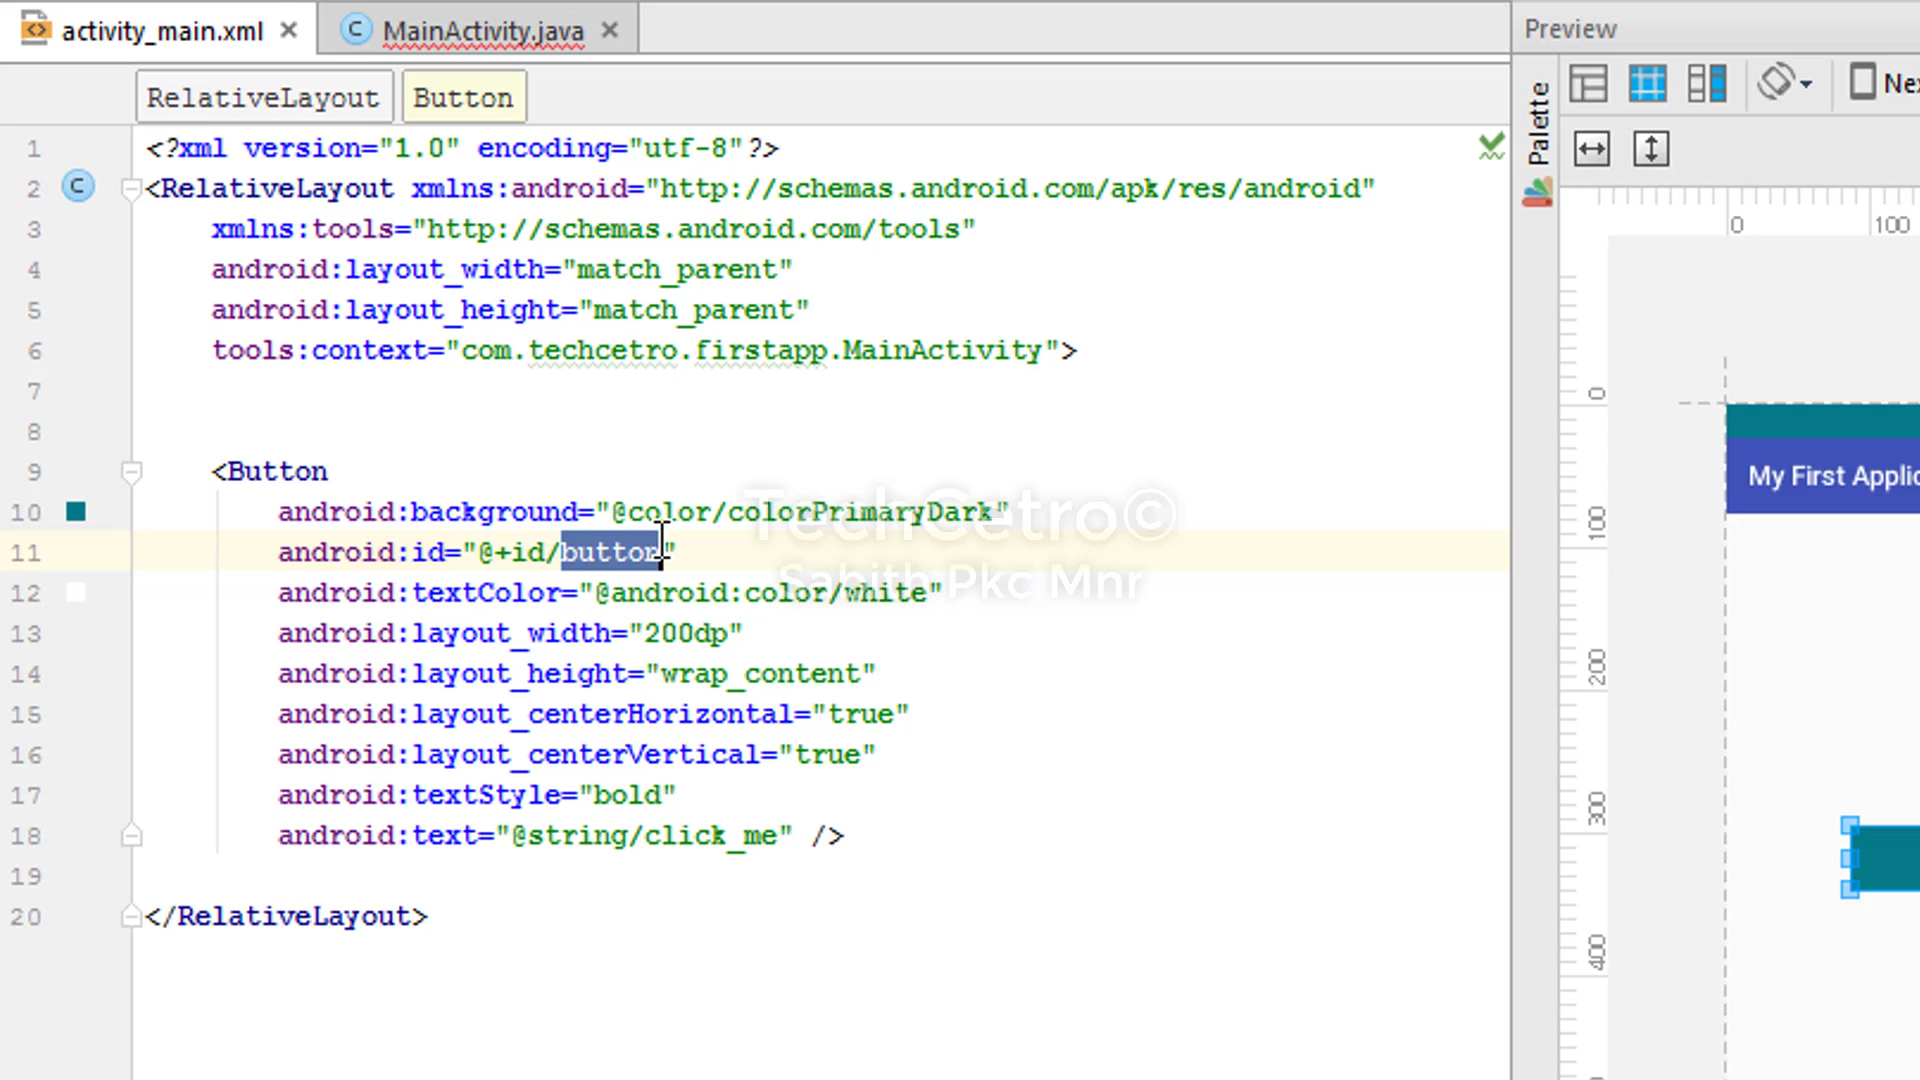 activity_main.xml
MainActivity.java
Preview
RelativeLayout
Button
Palette
1 <?xml version="1.0" encoding="utf-8"?>
2 <RelativeLayout xmlns:android="http://schemas.android.com/apk/res/android"
3 xmlns:tools="http://schemas.android.com/tools"
4 android:layout_width="match_parent"
5 android:layout_height="match_parent"
6 tools:context="com.techcetro.firstapp.MainActivity">
7
8
9 <Button
10 android:background="@color/colorPrimaryDark"
11 android:id="@+id/button"
12 android:textColor="@android:color/white"
13 android:layout_width="200dp"
14 android:layout_height="wrap_content"
15 android:layout_centerHorizontal="true"
16 android:layout_centerVertical="true"
17 android:textStyle="bold"
18 android:text="@string/click_me" />
19
20 </RelativeLayout>
TechCetro©
Sabith Pkc Mnr
0 100
0
100
200
300
400
My First Applic